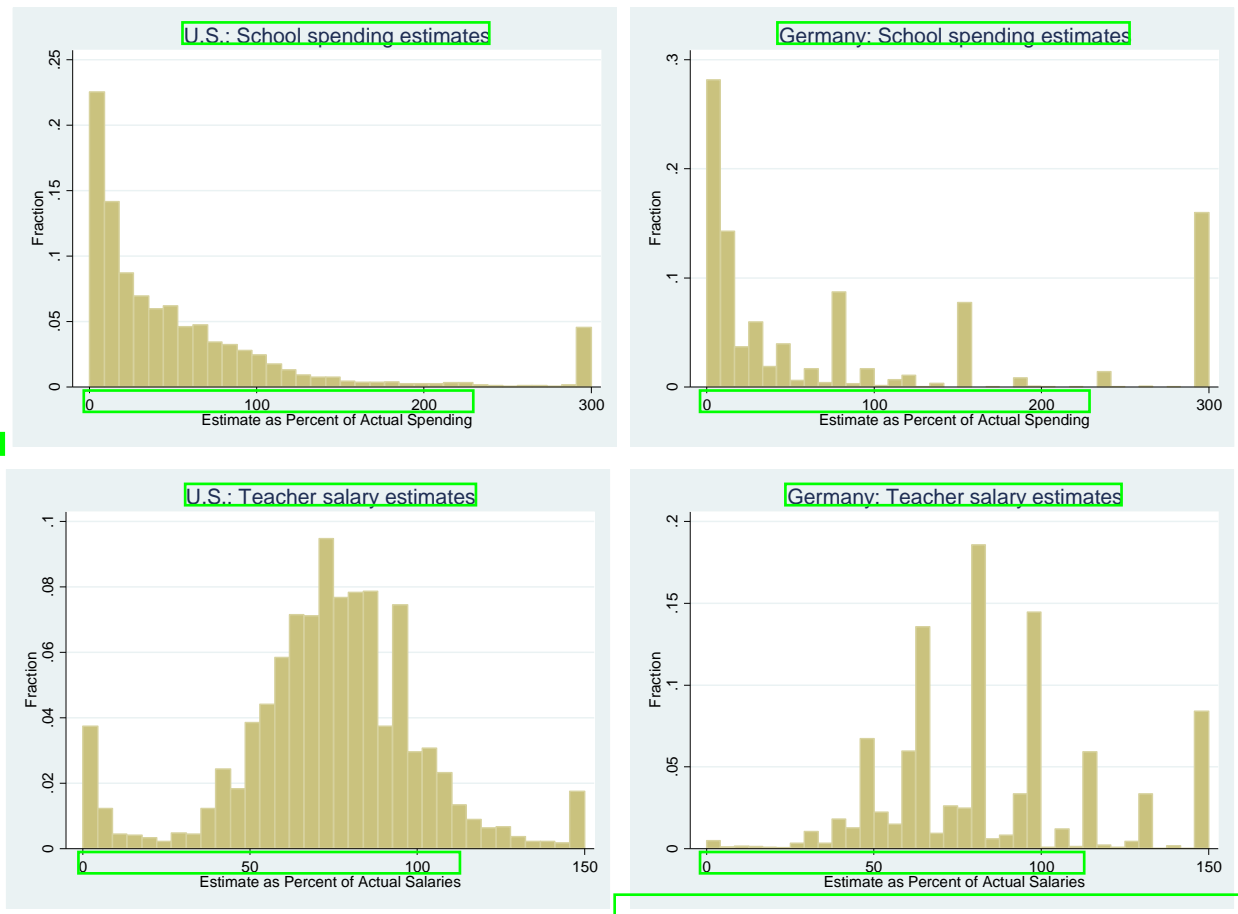 U.S.: School spending estimates
Fraction
.25
.2
.15
.1
.05
0
0 100 200 300
Estimate as Percent of Actual Spending
Germany: School spending estimates
Fraction
.3
.2
.1
0
0 100 200 300
Estimate as Percent of Actual Spending
U.S.: Teacher salary estimates
Fraction
.1
.08
.06
.04
.02
0
0 50 100 150
Estimate as Percent of Actual Salaries
Germany: Teacher salary estimates
Fraction
.2
.15
.1
.05
0
0 50 100 150
Estimate as Percent of Actual Salaries